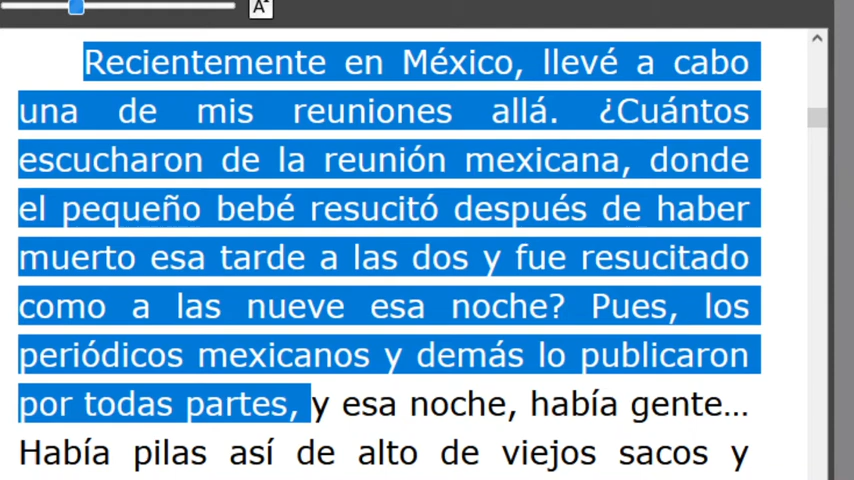 A
Recientemente en México, llevé a cabo
una de mis reuniones allá. ¿Cuántos
escucharon de la reunión mexicana, donde
el pequeño bebé resucitó después de haber
muerto esa tarde a las dos y fue resucitado
como a las nueve esa noche? Pues, los
periódicos mexicanos y demás lo publicaron
por todas partes, y esa noche, había gente…
Había pilas así de alto de viejos sacos y